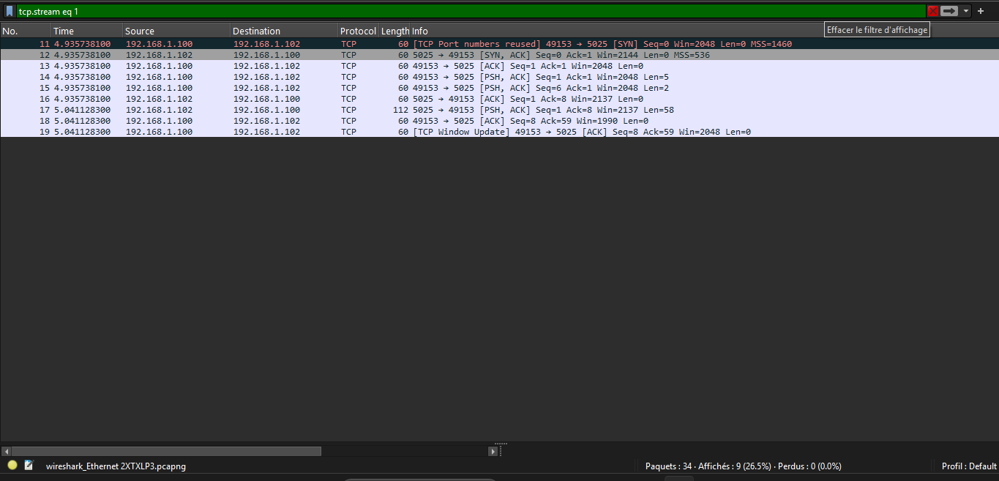 tcp.stream eq 1
No. Time Source Destination Protocol Length Info
Effacer le filtre d'affichage
11 4.935738100 192.168.1.100 192.168.1.102 TCP 60 [TCP Port numbers reused] 49153 → 5025 [SYN] Seq=0 Win=2048 Len=0 MSS=1460
12 4.935738100 192.168.1.102 192.168.1.100 TCP 60 5025 → 49153 [SYN, ACK] Seq=0 Ack=1 Win=2144 Len=0 MSS=536
13 4.935738100 192.168.1.100 192.168.1.102 TCP 60 49153 → 5025 [ACK] Seq=1 Ack=1 Win=2048 Len=0
14 4.935738100 192.168.1.100 192.168.1.102 TCP 60 49153 → 5025 [PSH, ACK] Seq=1 Ack=1 Win=2048 Len=5
15 4.935738100 192.168.1.100 192.168.1.102 TCP 60 49153 → 5025 [PSH, ACK] Seq=6 Ack=1 Win=2048 Len=2
16 4.935738100 192.168.1.102 192.168.1.100 TCP 60 5025 → 49153 [ACK] Seq=1 Ack=8 Win=2137 Len=0
17 5.041128300 192.168.1.102 192.168.1.100 TCP 112 5025 → 49153 [PSH, ACK] Seq=1 Ack=8 Win=2137 Len=58
18 5.041128300 192.168.1.100 192.168.1.102 TCP 60 49153 → 5025 [ACK] Seq=8 Ack=59 Win=1990 Len=0
19 5.041128300 192.168.1.100 192.168.1.102 TCP 60 [TCP Window Update] 49153 → 5025 [ACK] Seq=8 Ack=59 Win=2048 Len=0
wireshark_Ethernet 2XTXLP3.pcapng Paquets : 34 · Affichés : 9 (26.5%) · Perdus : 0 (0.0%) Profil : Default